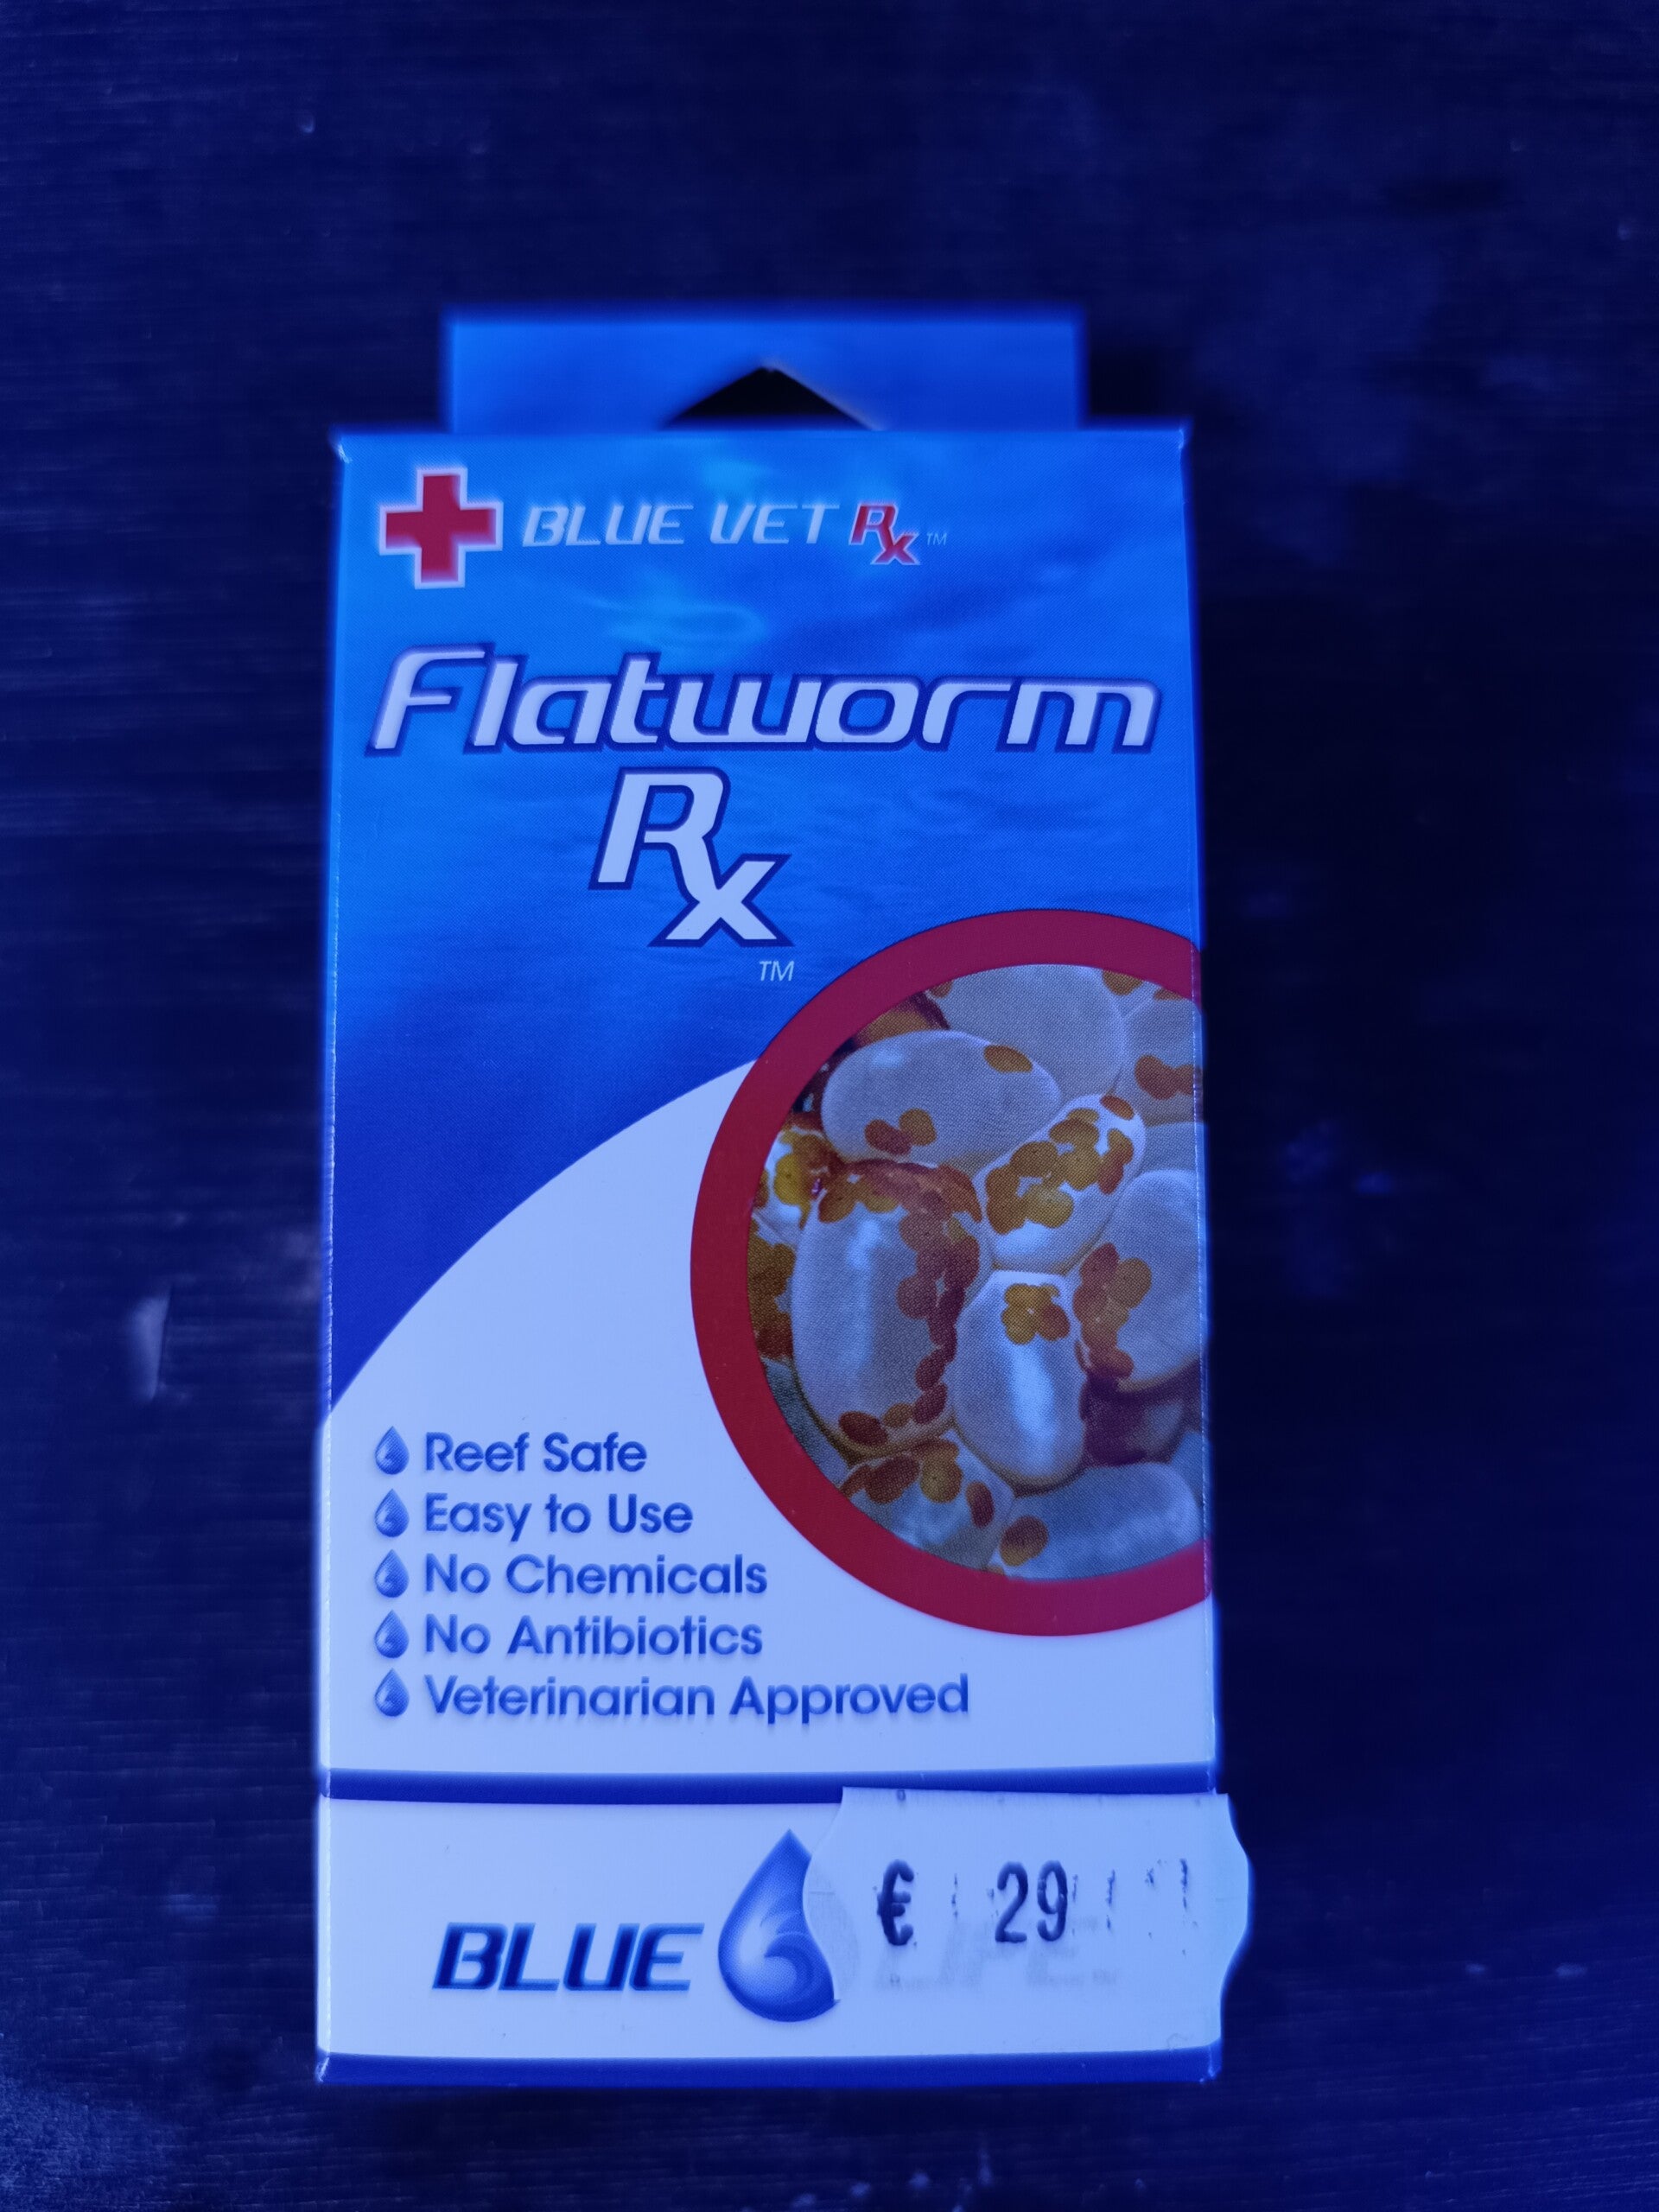 BLUE VET Rx™
Flatworm
Rx
TM
Reef Safe
Easy to Use
No Chemicals
No Antibiotics
Veterinarian Approved
BLUE
€ 29